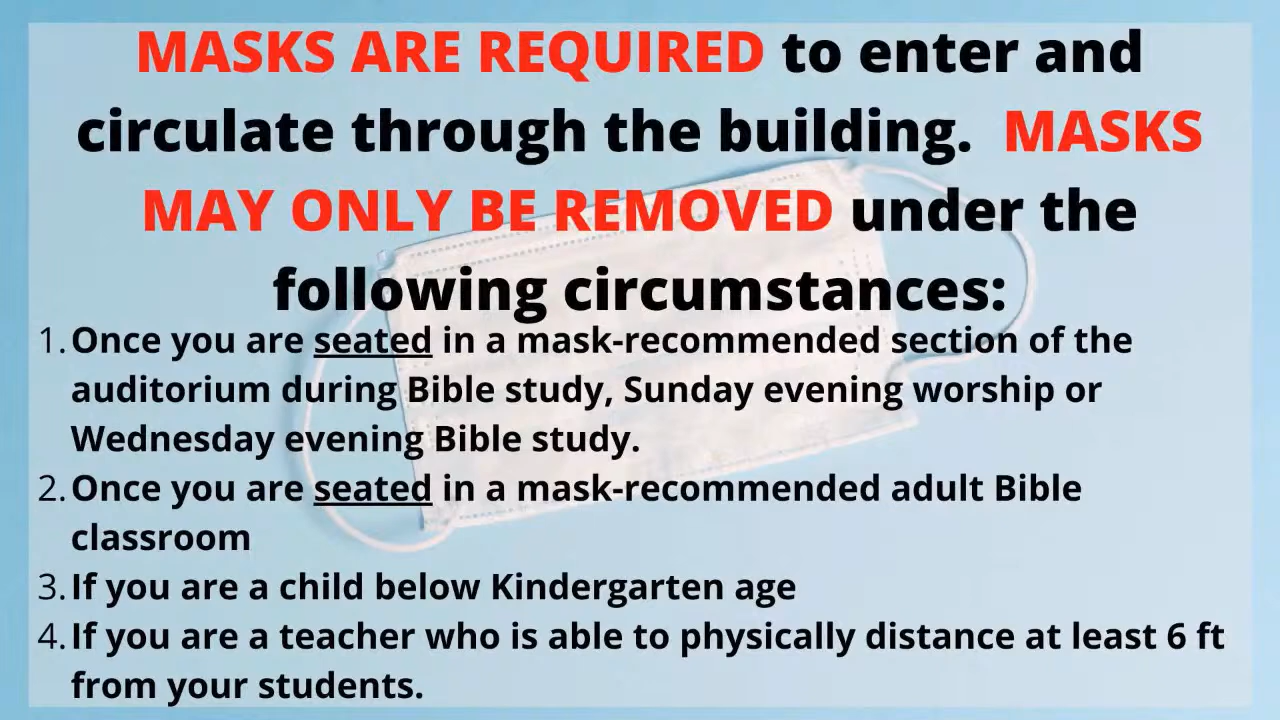 MASKS ARE REQUIRED to enter and
circulate through the building. MASKS
MAY ONLY BE REMOVED under the
following circumstances:
1. Once you are seated in a mask-recommended section of the
auditorium during Bible study, Sunday evening worship or
Wednesday evening Bible study.
2. Once you are seated in a mask-recommended adult Bible
classroom
3. If you are a child below Kindergarten age
4. If you are a teacher who is able to physically distance at least 6 ft
from your students.